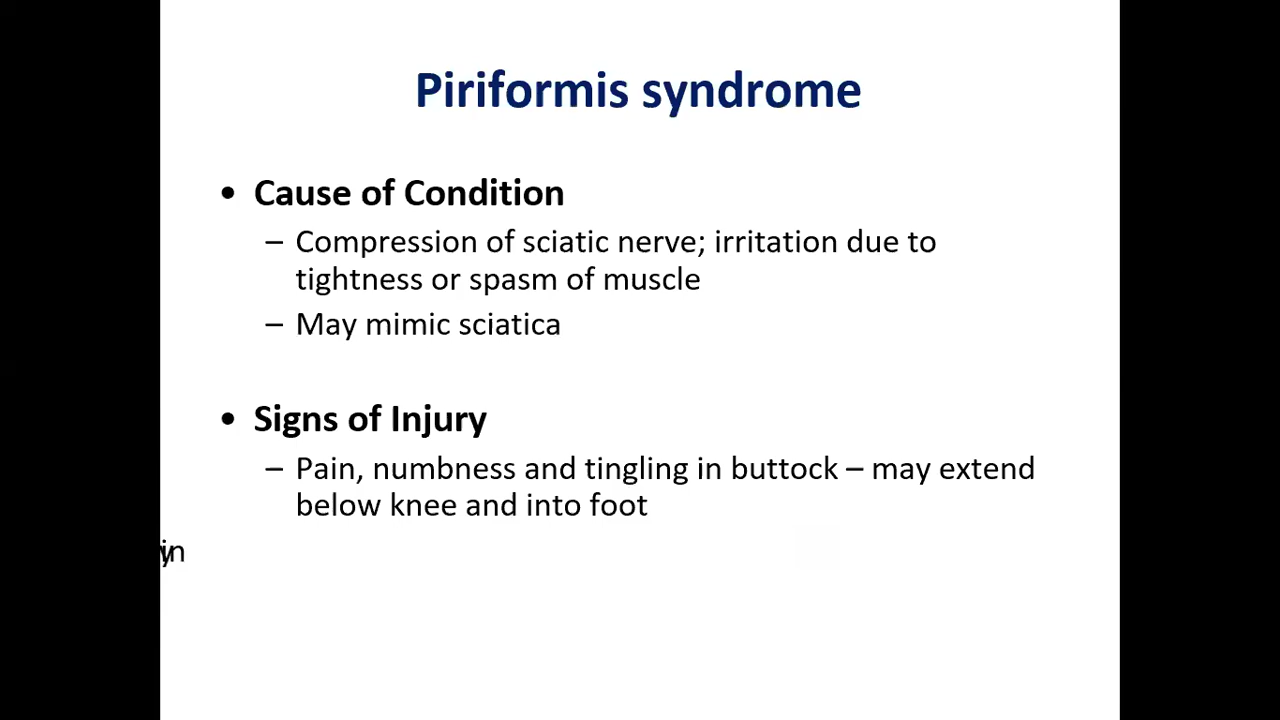 Piriformis syndrome
• Cause of Condition
– Compression of sciatic nerve; irritation due to
tightness or spasm of muscle
– May mimic sciatica
• Signs of Injury
– Pain, numbness and tingling in buttock – may extend
below knee and into foot